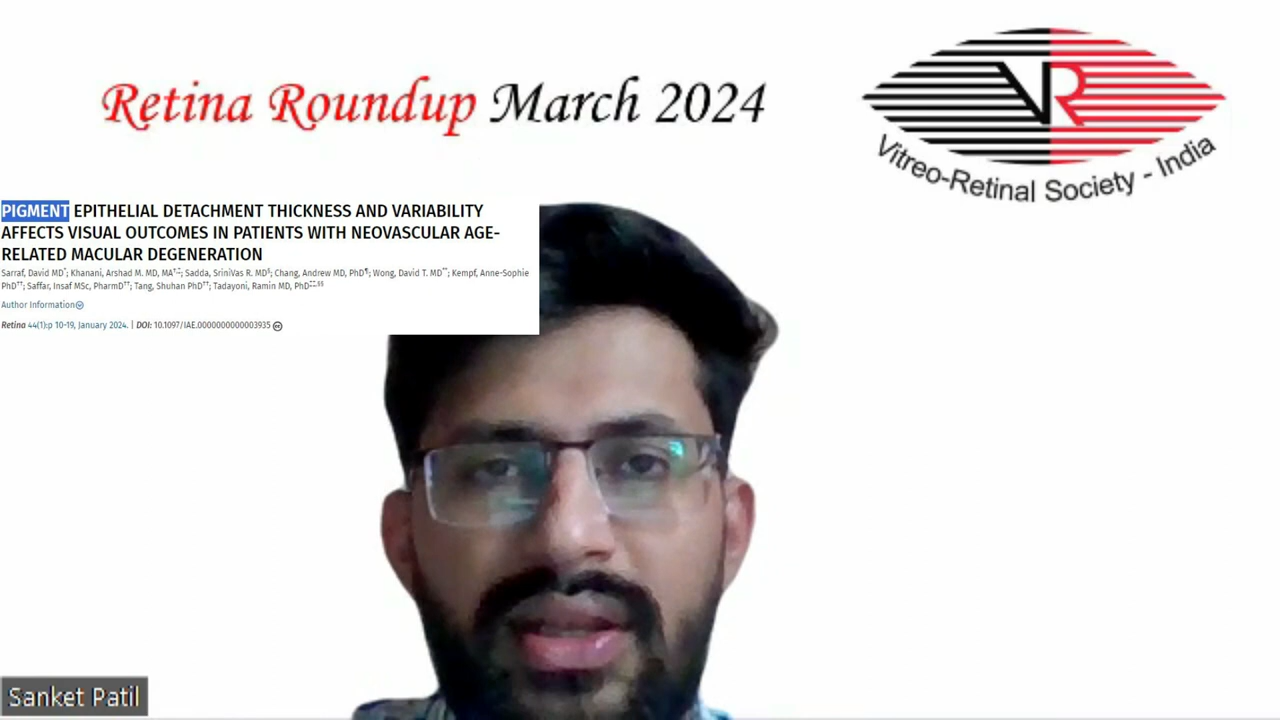 Retina Roundup March 2024
VR
Vitreo-Retinal Society - India
PIGMENT EPITHELIAL DETACHMENT THICKNESS AND VARIABILITY
AFFECTS VISUAL OUTCOMES IN PATIENTS WITH NEOVASCULAR AGE-
RELATED MACULAR DEGENERATION
Sarraf, David MD*; Khanani, Arshad M. MD, MA†,‡; Sadda, SriniVas R. MD§; Chang, Andrew MD, PhD¶; Wong, David T. MD**; Kempf, Anne-Sophie
PhD††; Saffar, Insaf MSc, PharmD††; Tang, Shuhan PhD††; Tadayoni, Ramin MD, PhD‡‡,§§
Author Information
Retina 44(1):p 10-19, January 2024. | DOI: 10.1097/IAE.0000000000003935
Sanket Patil